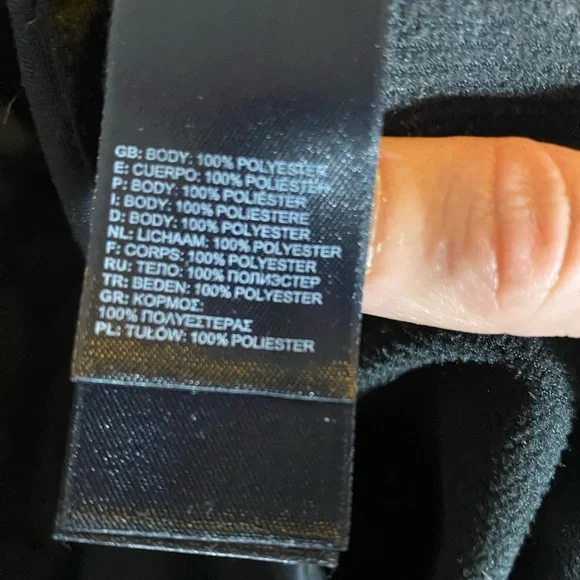 GB: BODY: 100% POLYESTER
E: CUERPO: 100% POLIÉSTER
P: BODY: 100% POLIÉSTER
I: BODY: 100% POLIESTERE
D: BODY: 100% POLYESTER
NL: LICHAAM: 100% POLYESTER
F: CORPS: 100% POLYESTER
RU: ТЕЛО: 100% ПОЛИЭСТЕР
TR: BEDEN: 100% POLYESTER
GR: ΚΟΡΜΟΣ:
100% ΠΟΛΥΕΣΤΕΡΑΣ
PL: TUŁÓW: 100% POLIESTER